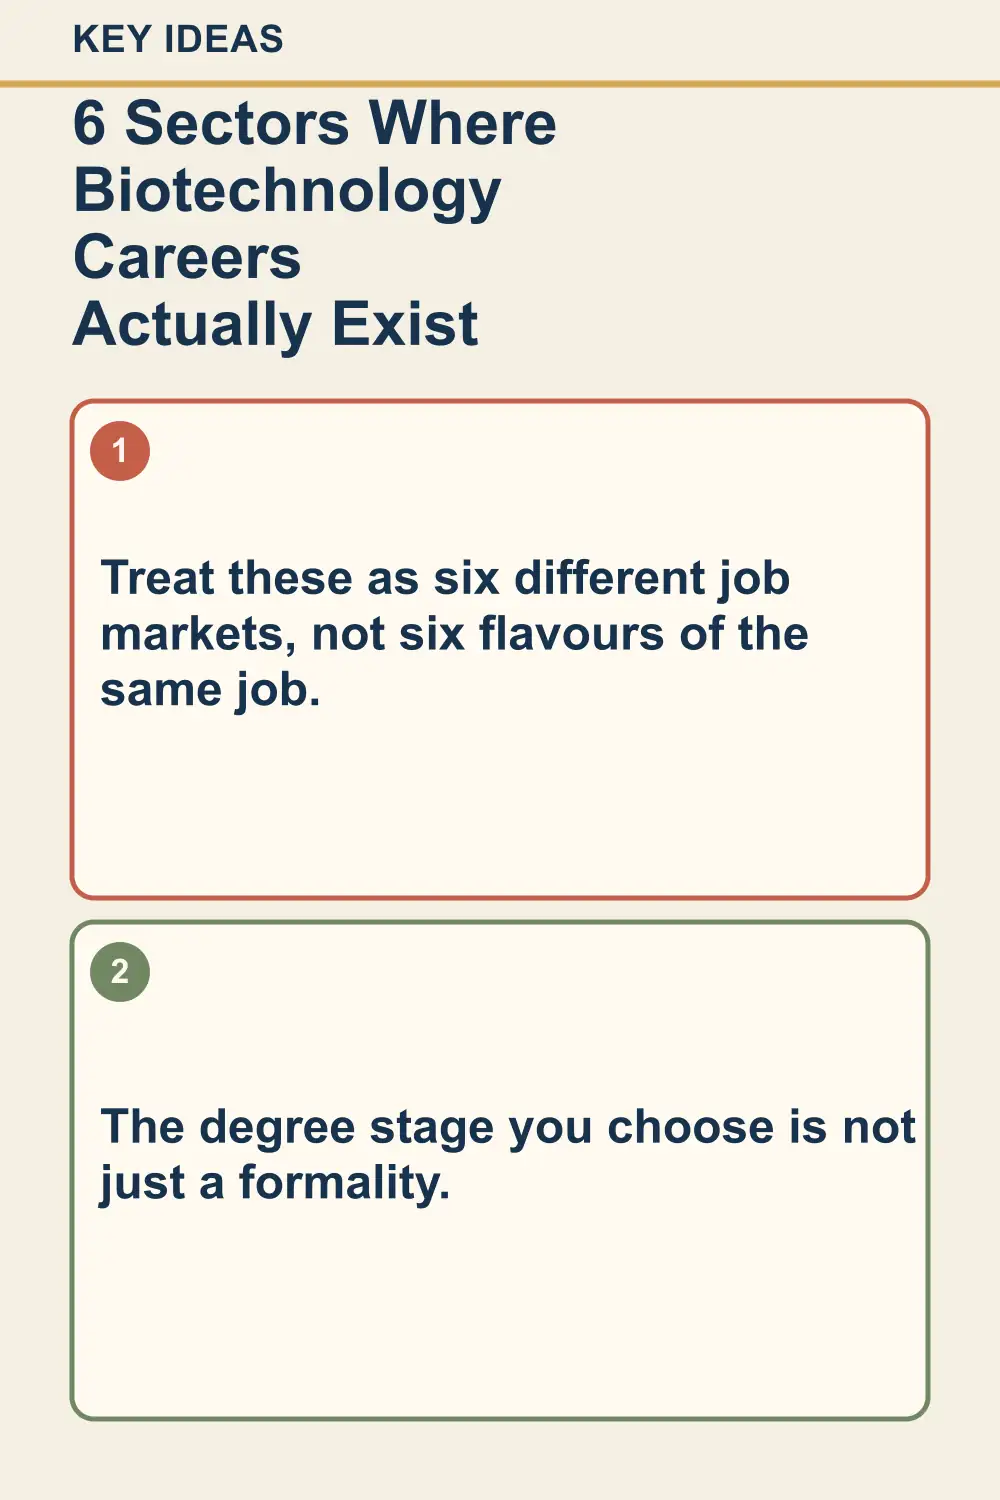 KEY IDEAS
6 Sectors Where
Biotechnology
Careers
Actually Exist
1
Treat these as six different job
markets, not six flavours of the
same job.
2
The degree stage you choose is not
just a formality.